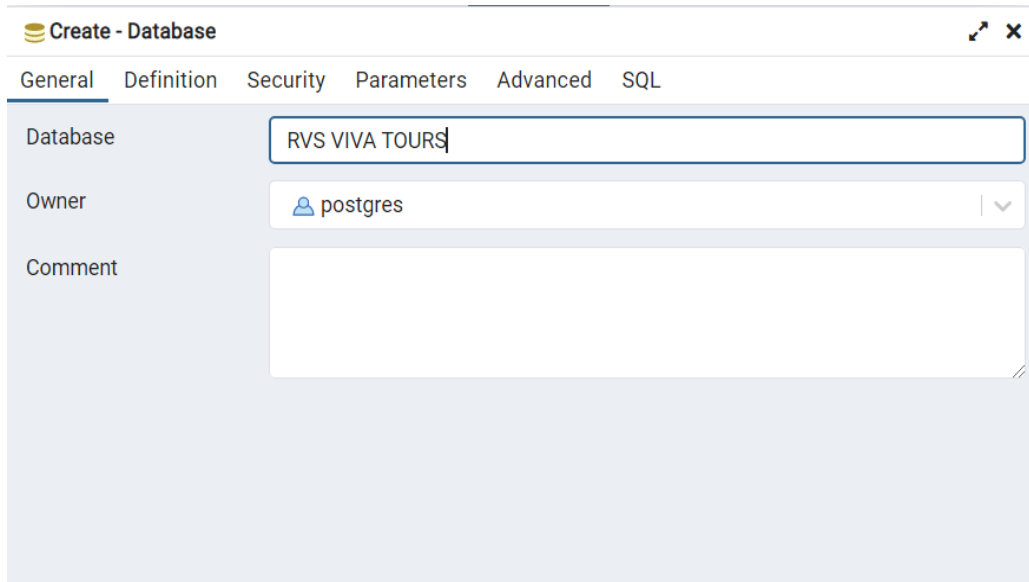 Create - Database
General Definition Security Parameters Advanced SQL
Database RVS VIVA TOURS
Owner postgres
Comment